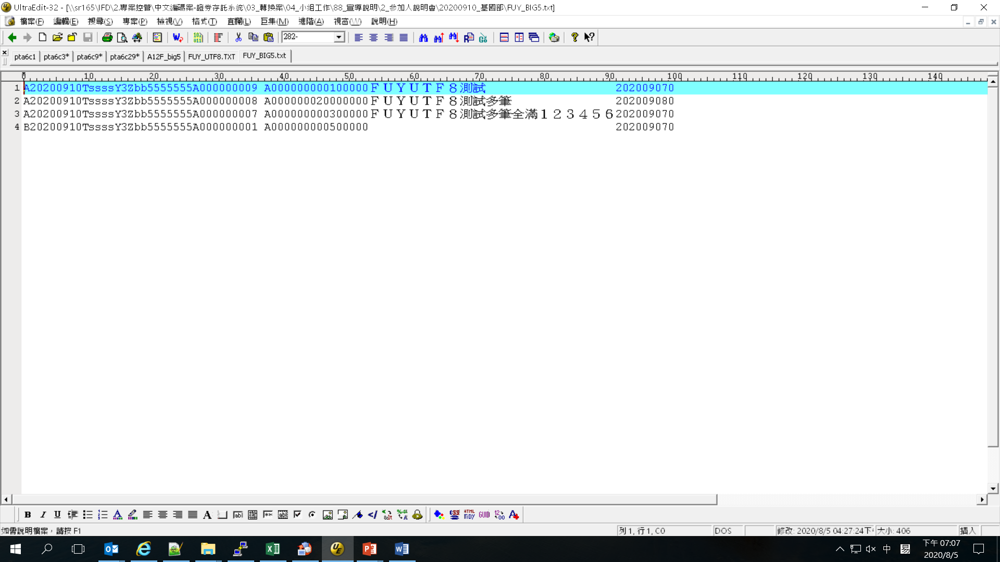 UltraEdit-32 - [\\sr165\IFD\2.專案控管\中文編碼案-證券存託系統\03_轉換案\04_小組工作\88_宣導說明\2_參加人說明會\20200910_基國部\FUY_BIG5.txt]
檔案(F) 編輯(E) 搜尋(S) 專案(P) 檢視(V) 格式(T) 直欄(L) 巨集(M) 進階(A) 視窗(W) 說明(H)
282-
pta6c1 pta6c3* pta6c9* pta6c29* A12F_big5 FUY_UTF8.TXT FUY_BIG5.txt
0 10 20 30 40 50 60 70 80 90 100 110 120 130 140
1 A20200910TssssY3Zbb5555555A000000009 A000000000100000ＦＵＹＵＴＦ８測試 202009070
2 A20200910TssssY3Zbb5555555A000000008 A000000020000000ＦＵＹＵＴＦ８測試多筆 202009080
3 A20200910TssssY3Zbb5555555A000000007 A000000000300000ＦＵＹＵＴＦ８測試多筆全滿１２３４５６202009070
4 B20200910TssssY3Zbb5555555A000000001 A000000000500000 202009070
如需說明檔案，請按 F1 列 1, 行 1, C0 DOS 修改: 2020/8/5 04:27:24下 大小: 406 插入
中 易 下午 07:07
2020/8/5